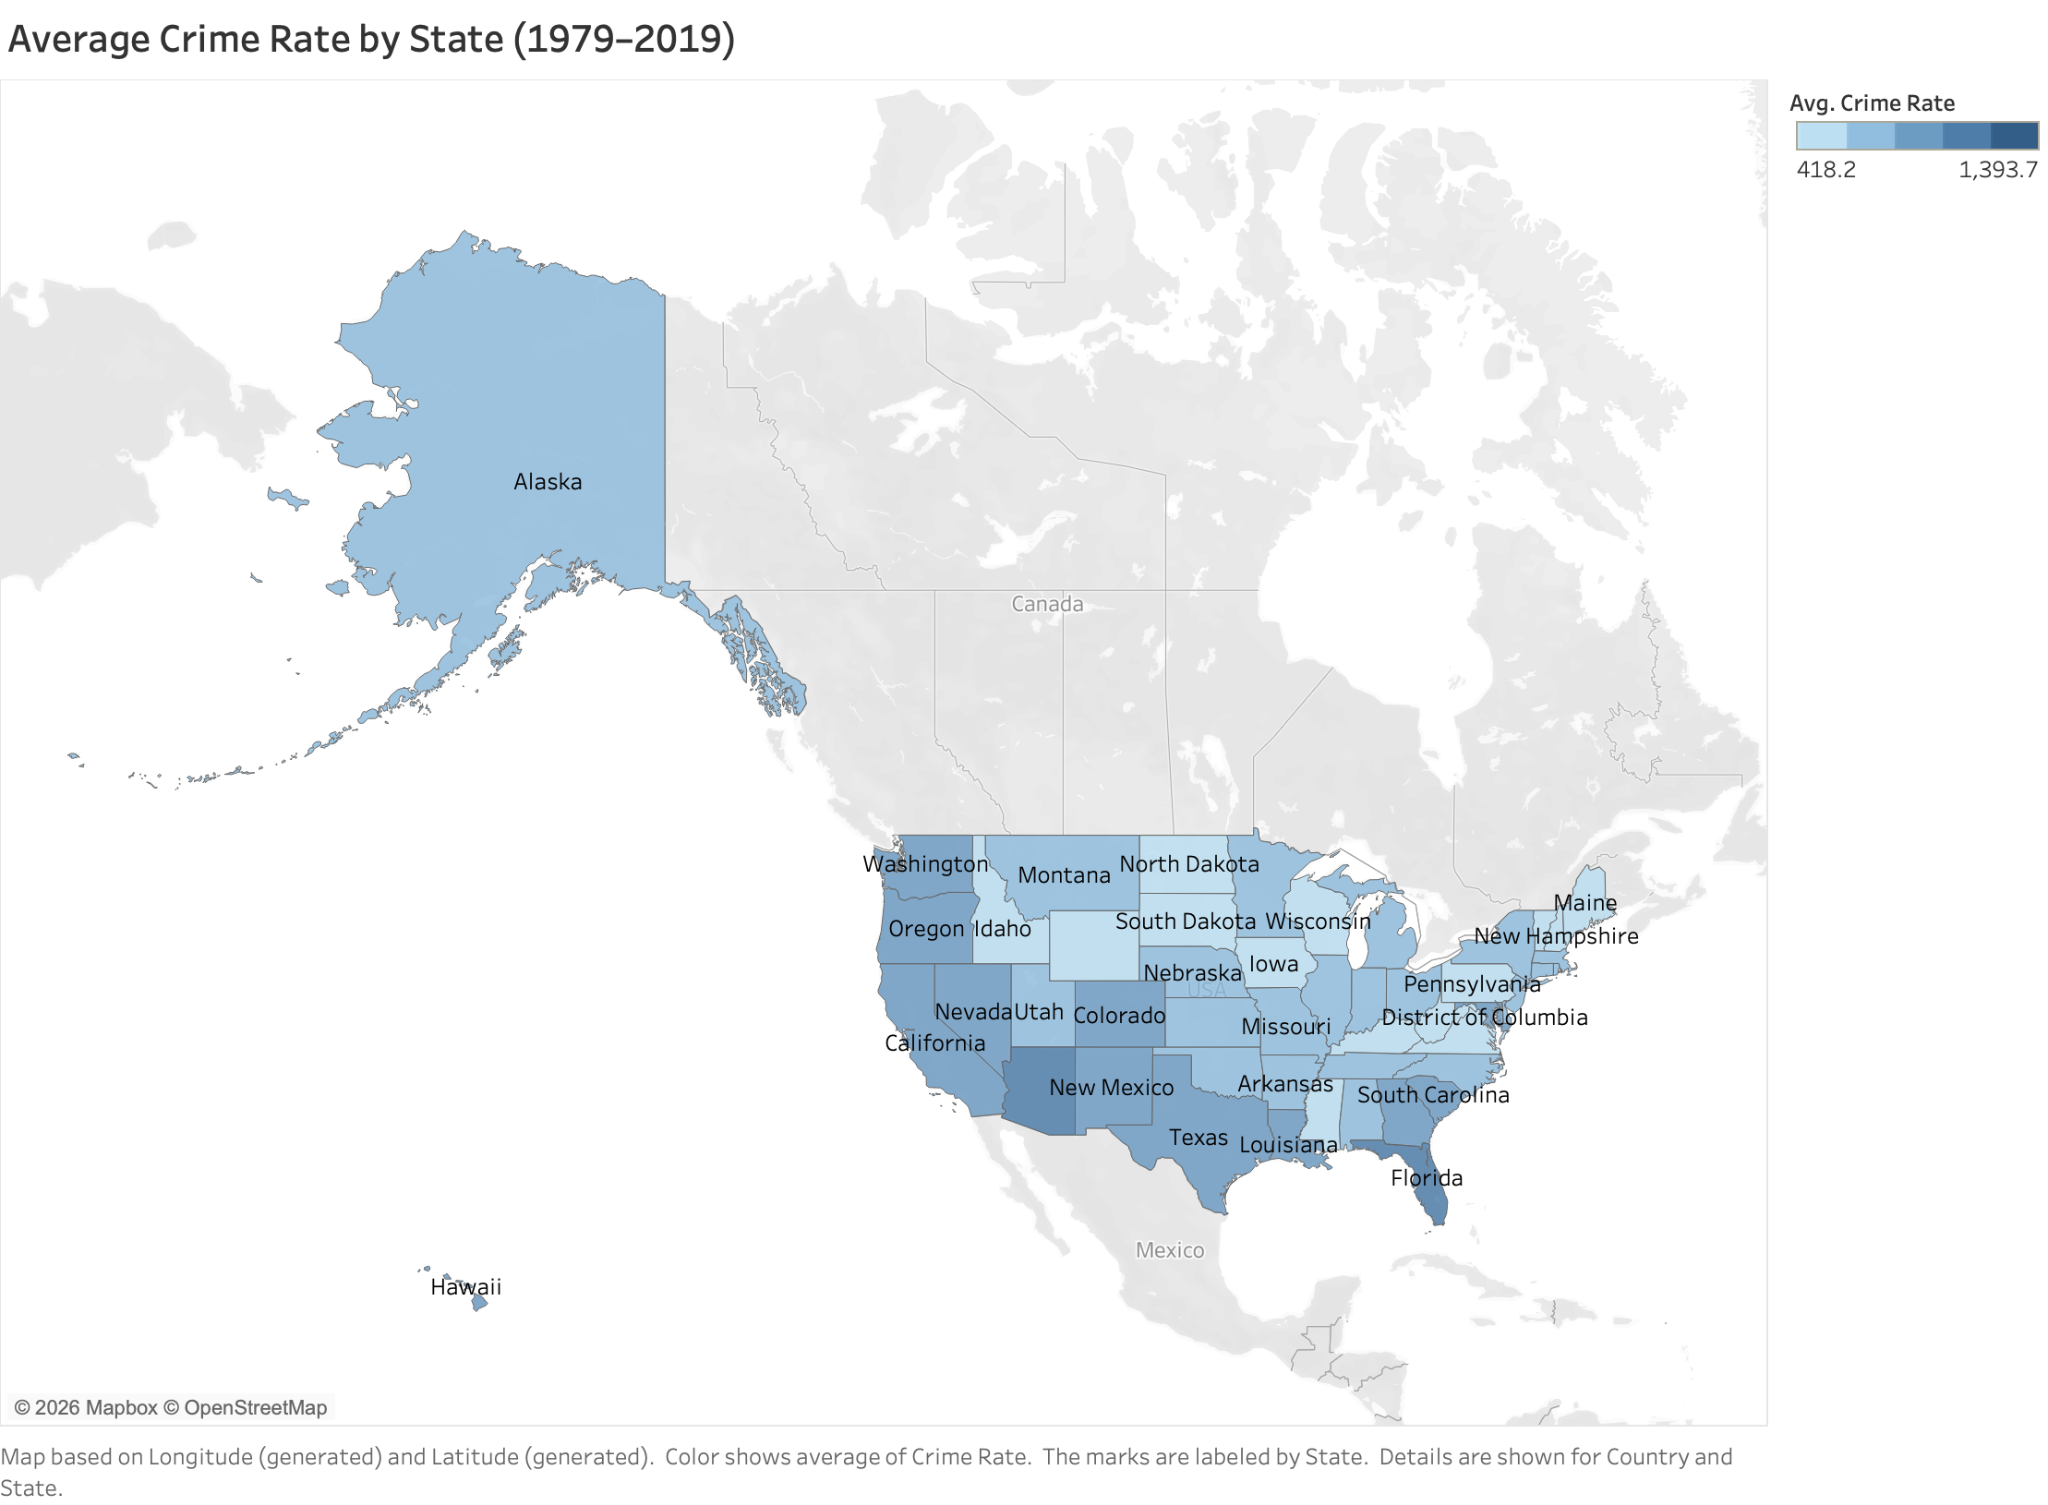 Average Crime Rate by State (1979–2019)
Avg. Crime Rate
418.2 1,393.7
Alaska
Canada
Washington
Montana
North Dakota
Maine
Oregon
Idaho
South Dakota
Wisconsin
New Hampshire
Nebraska
Iowa
USA
Pennsylvania
Nevada
Utah
Colorado
Missouri
District of Columbia
California
New Mexico
Arkansas
South Carolina
Texas
Louisiana
Florida
Mexico
Hawaii
© 2026 Mapbox © OpenStreetMap
Map based on Longitude (generated) and Latitude (generated). Color shows average of Crime Rate. The marks are labeled by State. Details are shown for Country and
State.